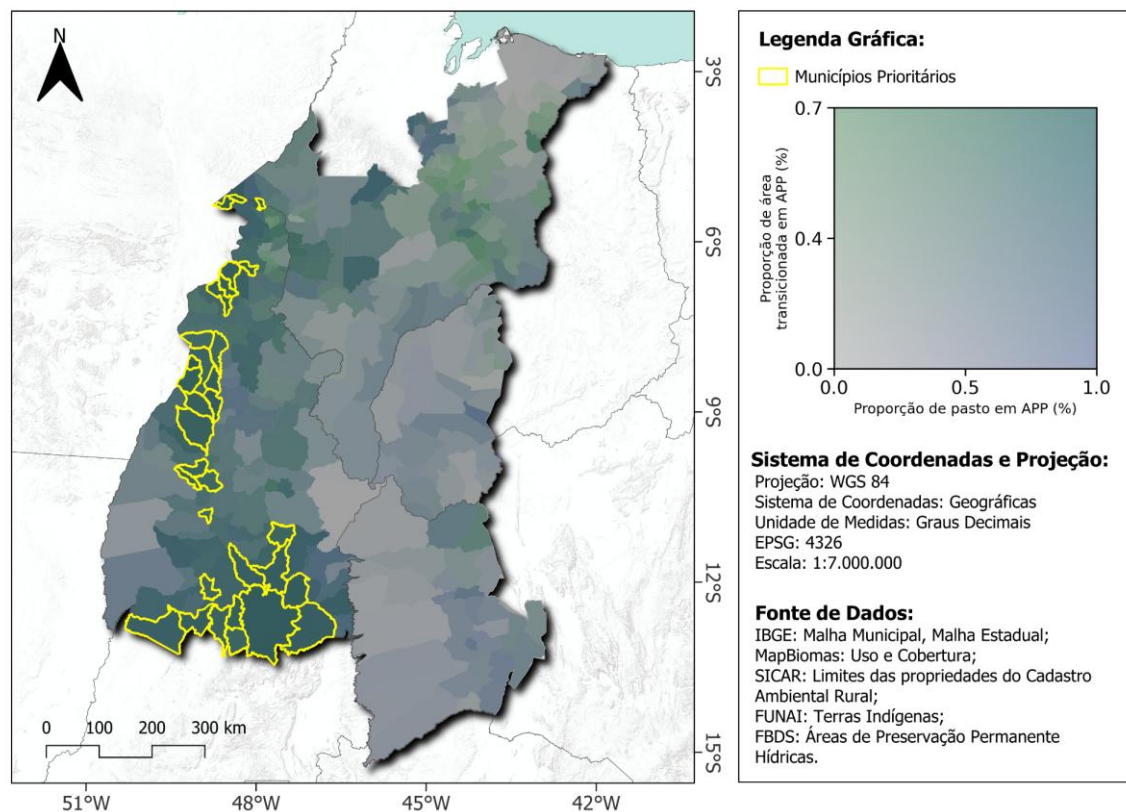 N
3°S
6°S
9°S
12°S
15°S
0 100 200 300 km
51°W 48°W 45°W 42°W
Legenda Gráfica:
Municípios Prioritários
Proporção de área
transicionada em APP (%)
0.7
0.4
0.0
0.0 0.5 1.0
Proporção de pasto em APP (%)
Sistema de Coordenadas e Projeção:
Projeção: WGS 84
Sistema de Coordenadas: Geográficas
Unidade de Medidas: Graus Decimais
EPSG: 4326
Escala: 1:7.000.000
Fonte de Dados:
IBGE: Malha Municipal, Malha Estadual;
MapBiomas: Uso e Cobertura;
SICAR: Limites das propriedades do Cadastro
Ambiental Rural;
FUNAI: Terras Indígenas;
FBDS: Áreas de Preservação Permanente
Hídricas.